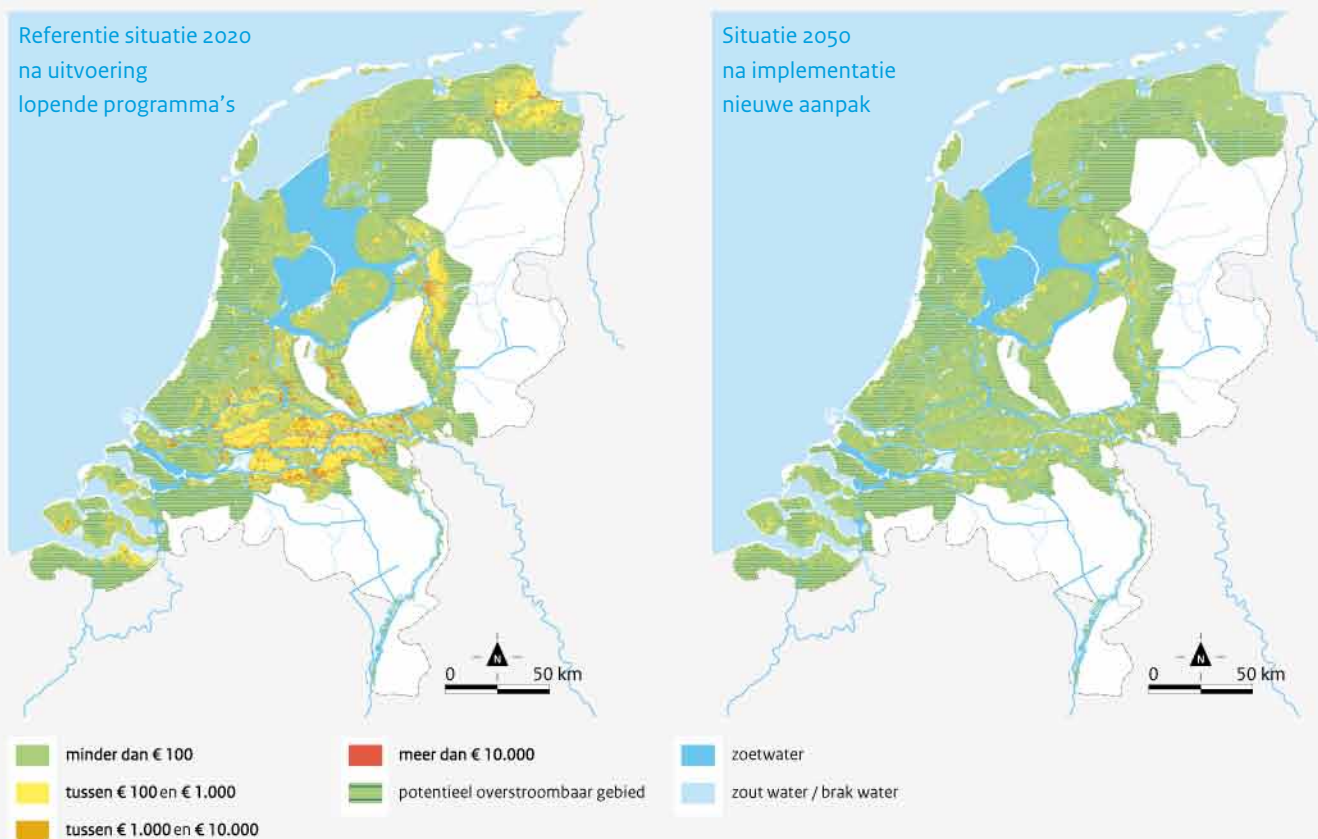 Referentie situatie 2020
na uitvoering
lopende programma's
Situatie 2050
na implementatie
nieuwe aanpak
N
0 50 km
N
0 50 km
minder dan € 100
tussen € 100 en € 1.000
tussen € 1.000 en € 10.000
meer dan € 10.000
potentieel overstroombaar gebied
zoetwater
zout water / brak water